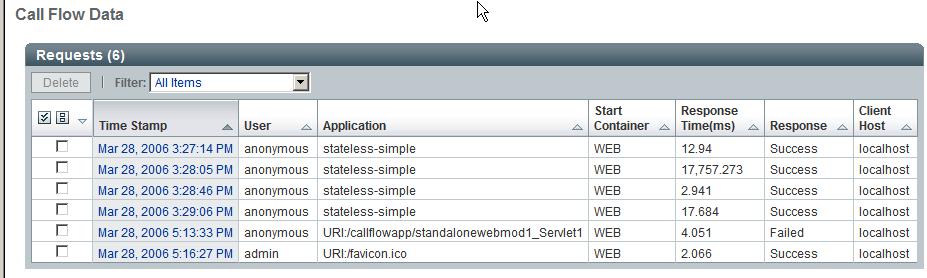 Call Flow Data
Requests (6)
Delete | Filter: All Items
Time Stamp User Application Start Container Response Time(ms) Response Client Host
Mar 28, 2006 3:27:14 PM anonymous stateless-simple WEB 12.94 Success localhost
Mar 28, 2006 3:28:05 PM anonymous stateless-simple WEB 17,757.273 Success localhost
Mar 28, 2006 3:28:46 PM anonymous stateless-simple WEB 2.941 Success localhost
Mar 28, 2006 3:29:06 PM anonymous stateless-simple WEB 17.684 Success localhost
Mar 28, 2006 5:13:33 PM anonymous URI:/callflowapp/standalonewebmod1_Servlet1 WEB 4.051 Failed localhost
Mar 28, 2006 5:16:27 PM admin URI:/favicon.ico WEB 2.066 Success localhost